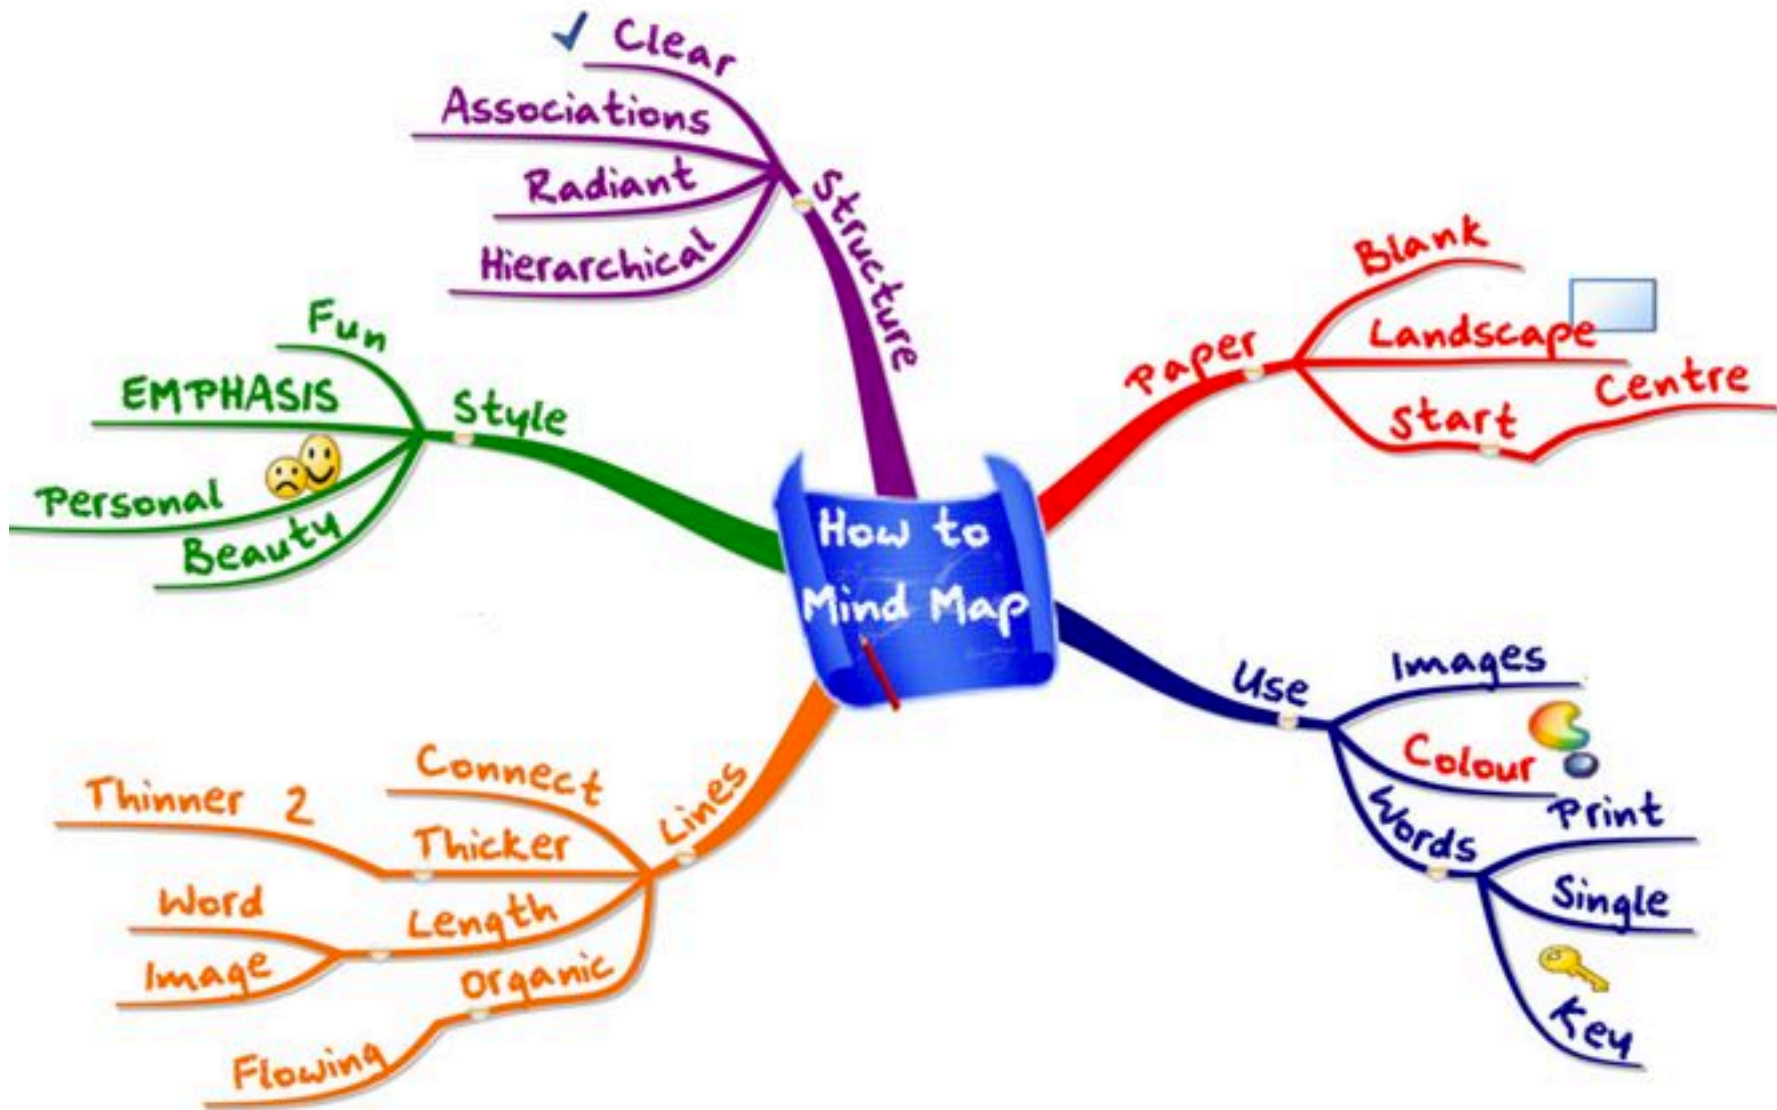 How to
Mind Map
Paper
Blank
Landscape
Start
Centre
Use
Images
Colour
Words
Print
Single
Key
Lines
Connect
Thicker
Thinner 2
Length
Word
Image
Organic
Flowing
Style
Fun
EMPHASIS
Personal
Beauty
Structure
Clear
Associations
Radiant
Hierarchical